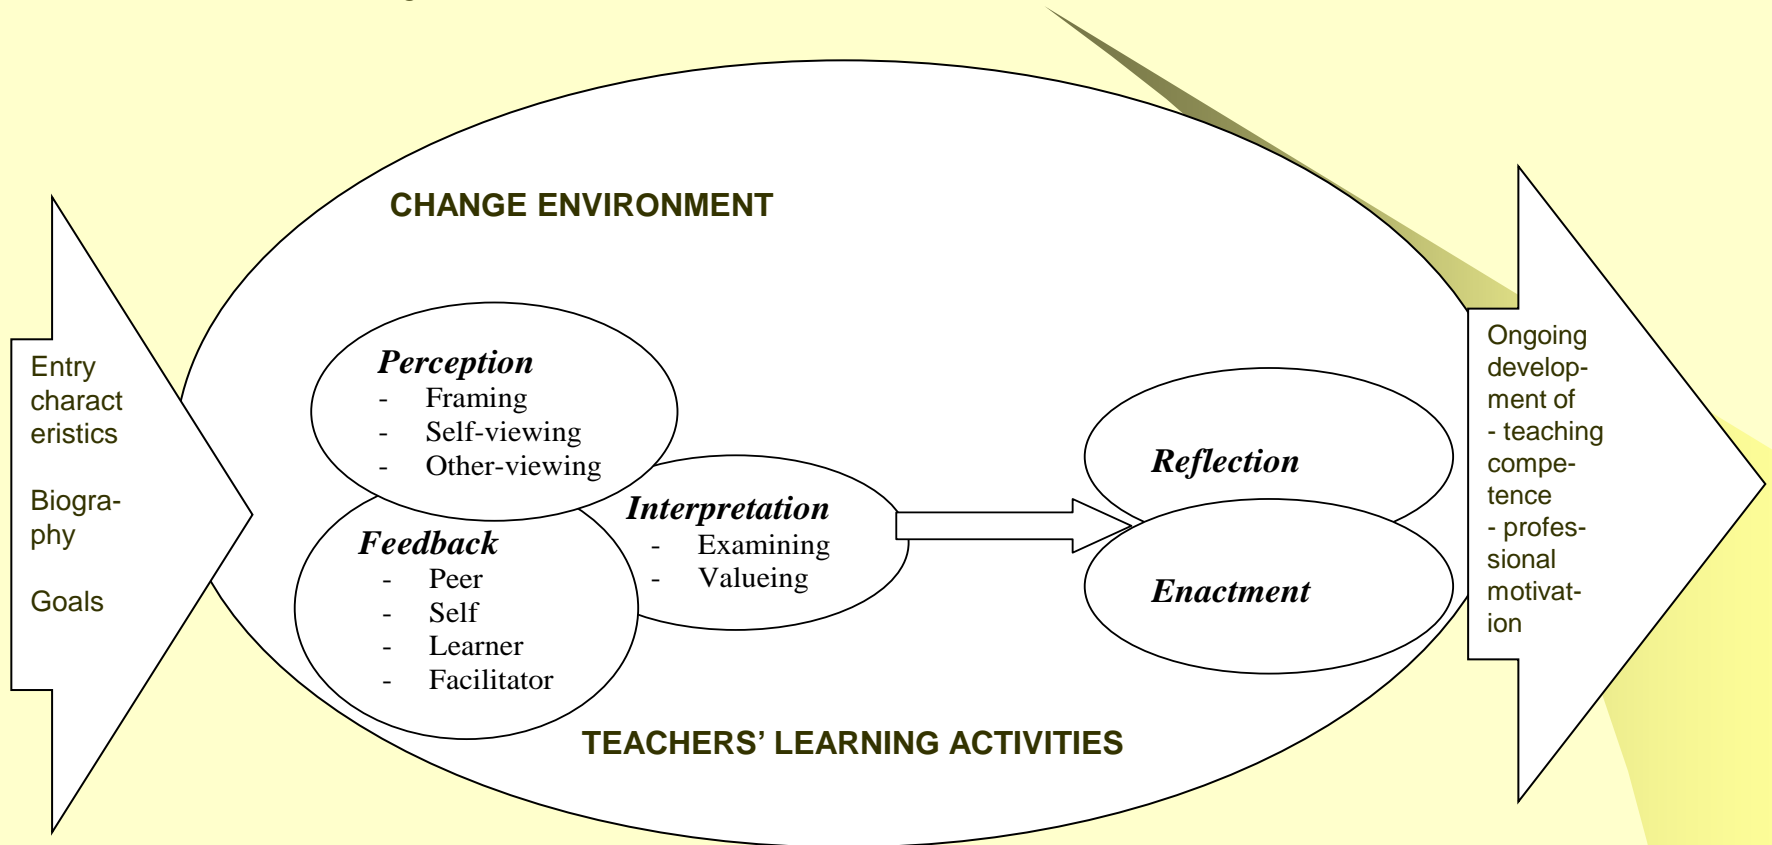 CHANGE ENVIRONMENT
Entry
charact
eristics
Biogra-
phy
Goals
Perception
- Framing
- Self-viewing
- Other-viewing
Feedback
- Peer
- Self
- Learner
- Facilitator
Interpretation
- Examining
- Valueing
Reflection
Enactment
TEACHERS’ LEARNING ACTIVITIES
Ongoing
develop-
ment of
- teaching
compe-
tence
- profes-
sional
motivat-
ion